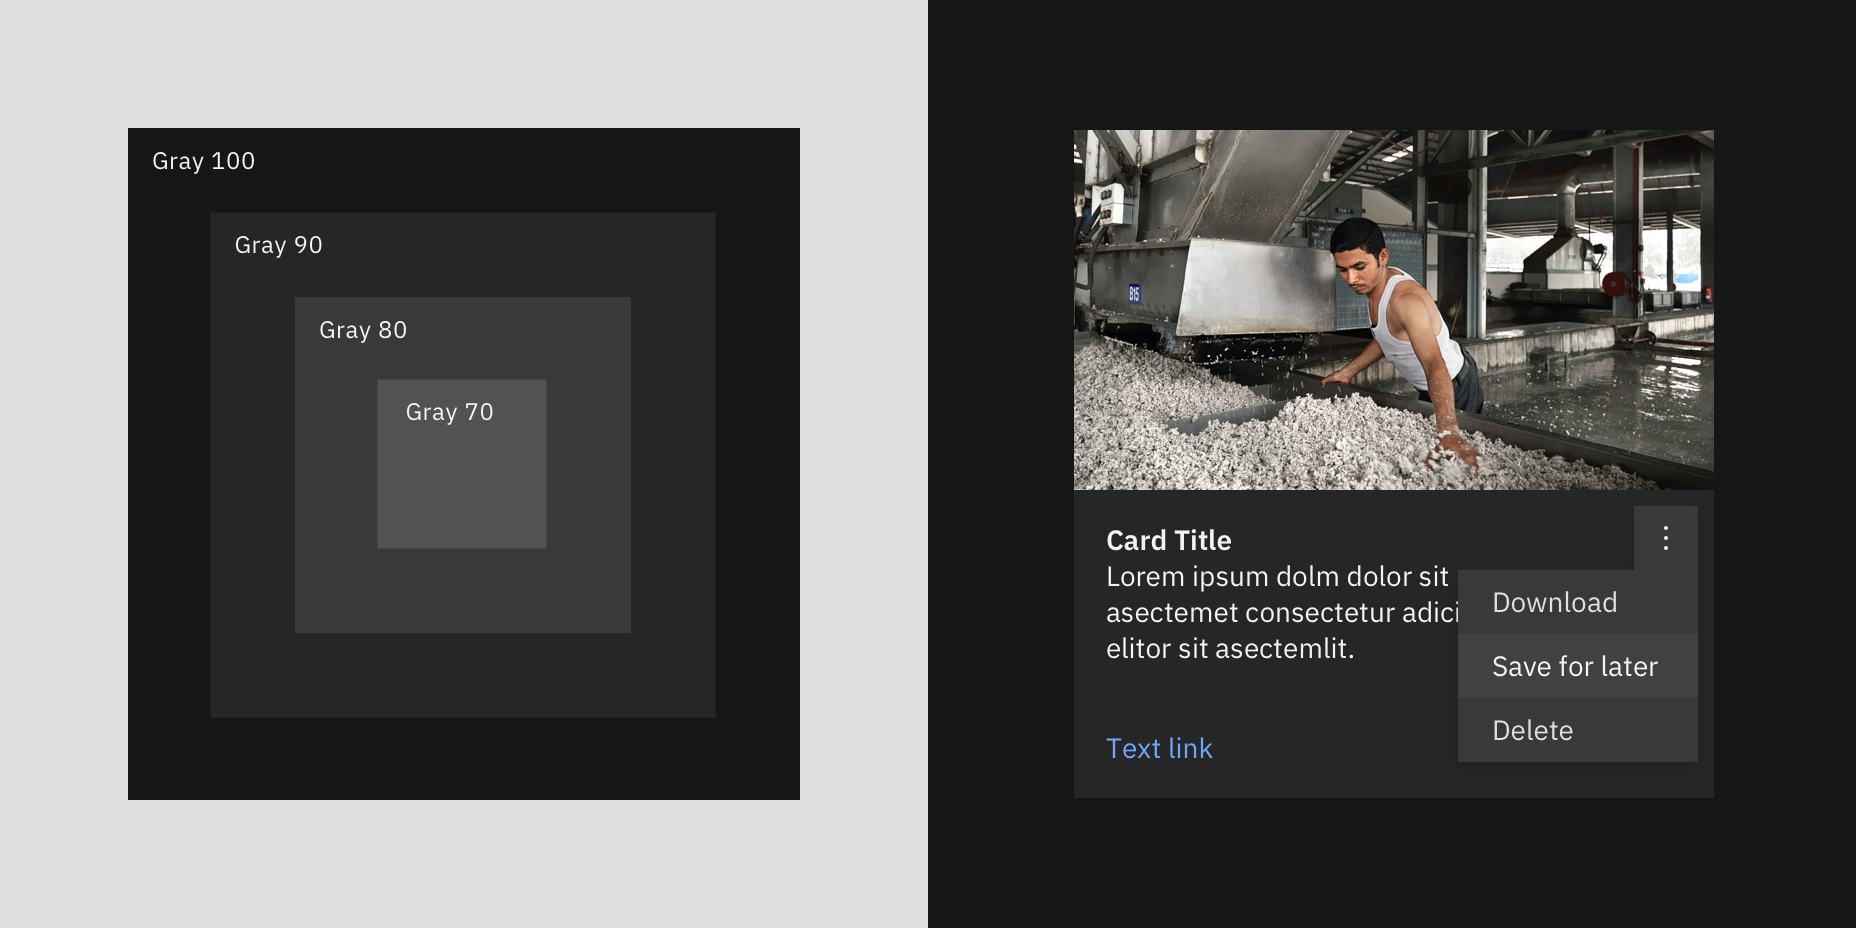 Gray 100
Gray 90
Gray 80
Gray 70
B15
Card Title
Lorem ipsum dolm dolor sit
asectemet consectetur adici
elitor sit asectemlit.
Text link
Download
Save for later
Delete